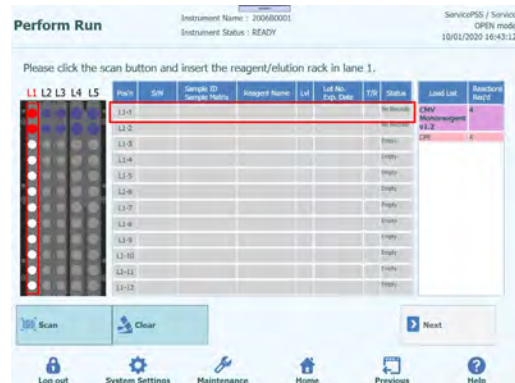 Perform Run
Instrument Name : 20068D001
Instrument Status : READY
ServicePSS / Service
OPEN mode
10/01/2020 16:43:12
Please click the scan button and insert the reagent/elution rack in lane 1.
L1 L2 L3 L4 L5
Pos'n S/N Sample ID Sample Matrix Reagent Name Lvl Lot No. Exp. Date T/R Status
Load List Reactions Req'd
L1-1 No Records
L1-2 No Records
L1-3 Empty
L1-4 Empty
L1-5 Empty
L1-6 Empty
L1-7 Empty
L1-8 Empty
L1-9 Empty
L1-10 Empty
L1-11 Empty
L1-12 Empty
CMV Monoreagent v1.2 4
CPE 4
Scan
Clear
Next
Log out
System Settings
Maintenance
Home
Previous
Help